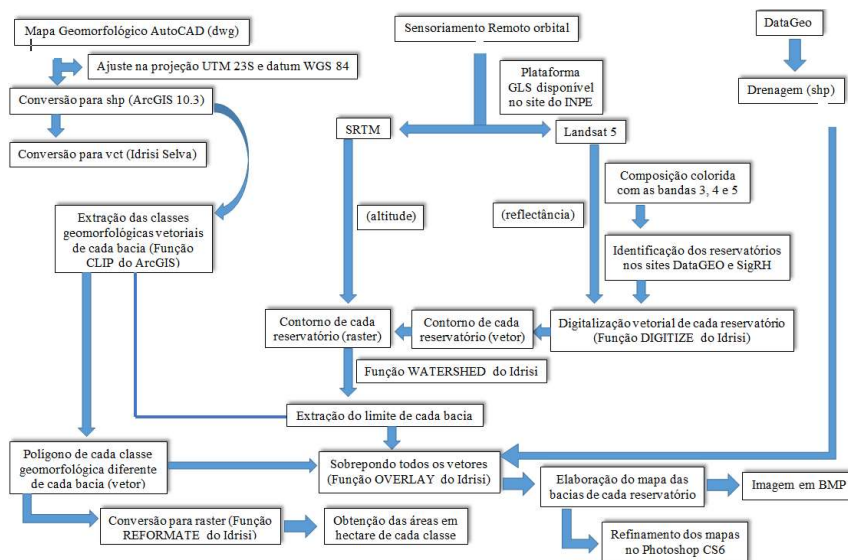 Mapa Geomorfológico AutoCAD (dwg)
Sensoriamento Remoto orbital
DataGeo
Ajuste na projeção UTM 23S e datum WGS 84
Plataforma
GLS disponível
no site do INPE
Drenagem (shp)
Conversão para shp (ArcGIS 10.3)
SRTM
Landsat 5
Conversão para vct (Idrisi Selva)
Composição colorida
com as bandas 3, 4 e 5
Extração das classes
geomorfológicas vetoriais
de cada bacia (Função
CLIP do ArcGIS)
(altitude)
(reflectância)
Identificação dos reservatórios
nos sites DataGEO e SigRH
Contorno de cada
reservatório (raster)
Contorno de cada
reservatório (vetor)
Digitalização vetorial de cada reservatório
(Função DIGITIZE do Idrisi)
Função WATERSHED do Idrisi
Extração do limite de cada bacia
Polígono de cada classe
geomorfológica diferente
de cada bacia (vetor)
Sobrepondo todos os vetores
(Função OVERLAY do Idrisi)
Elaboração do mapa das
bacias de cada reservatório
Imagem em BMP
Conversão para raster (Função
REFORMATE do Idrisi)
Obtenção das áreas em
hectare de cada classe
Refinamento dos mapas
no Photoshop CS6